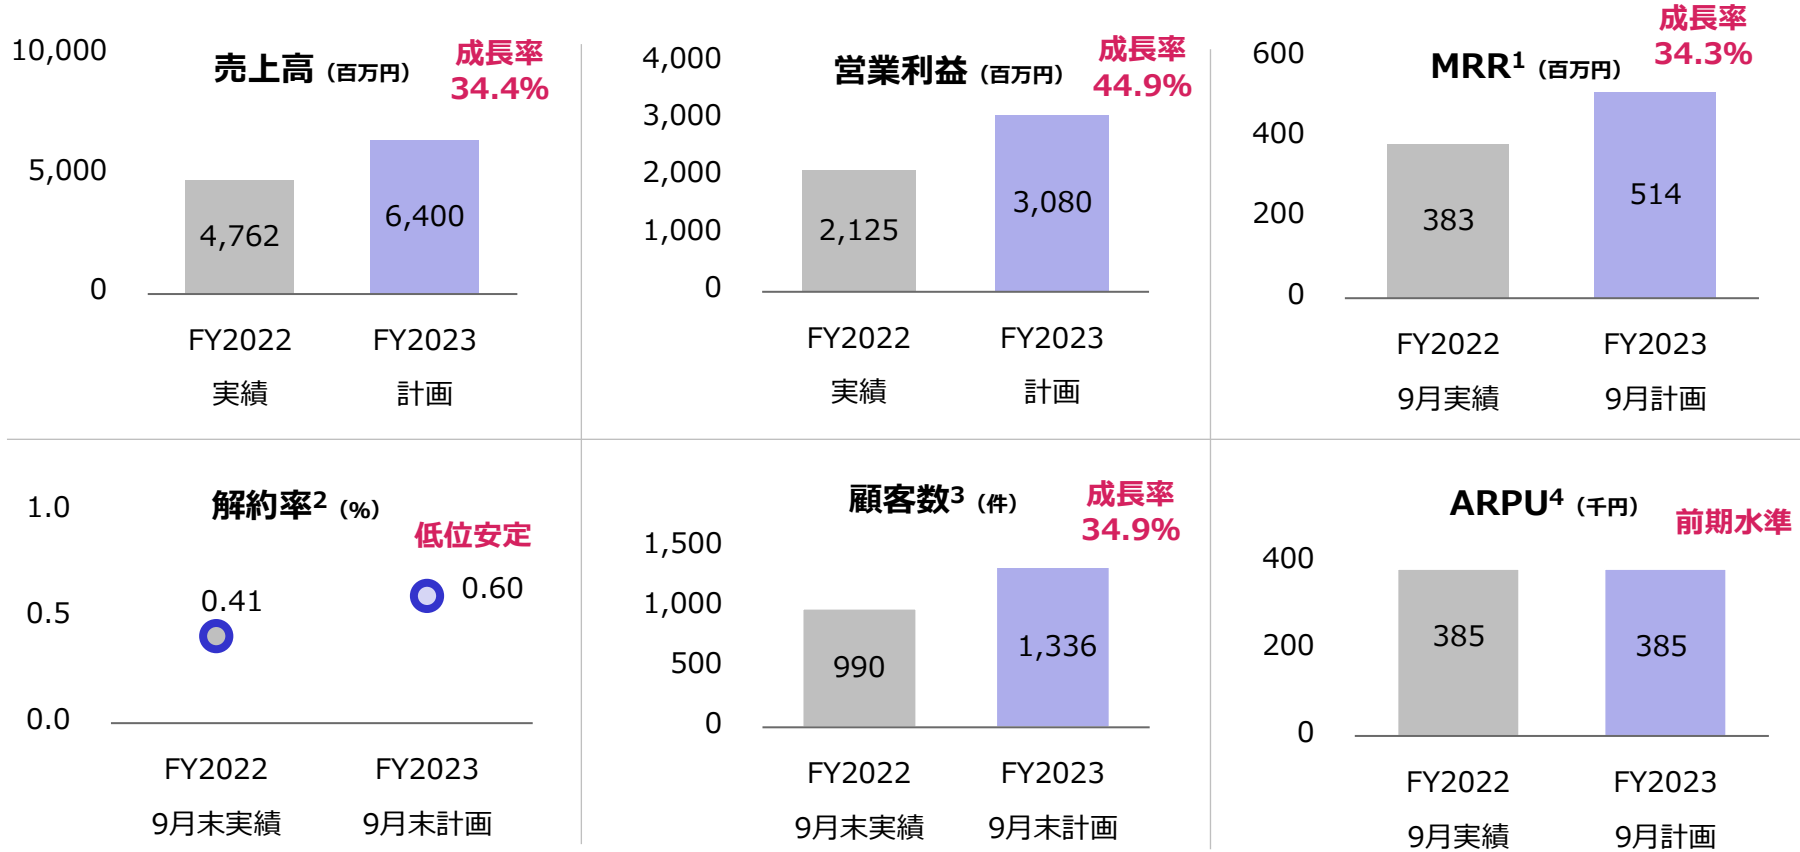 売上高（百万円）
成長率
34.4%
10,000
5,000
0
4,762
6,400
FY2022
実績
FY2023
計画
営業利益（百万円）
成長率
44.9%
4,000
3,000
2,000
1,000
0
2,125
3,080
FY2022
実績
FY2023
計画
MRR1（百万円）
成長率
34.3%
600
400
200
0
383
514
FY2022
9月実績
FY2023
9月計画
解約率2（%）
低位安定
1.0
0.5
0.0
0.41
0.60
FY2022
9月末実績
FY2023
9月末計画
顧客数3（件）
成長率
34.9%
1,500
1,000
500
0
990
1,336
FY2022
9月末実績
FY2023
9月末計画
ARPU4（千円）
前期水準
400
200
0
385
385
FY2022
9月実績
FY2023
9月計画